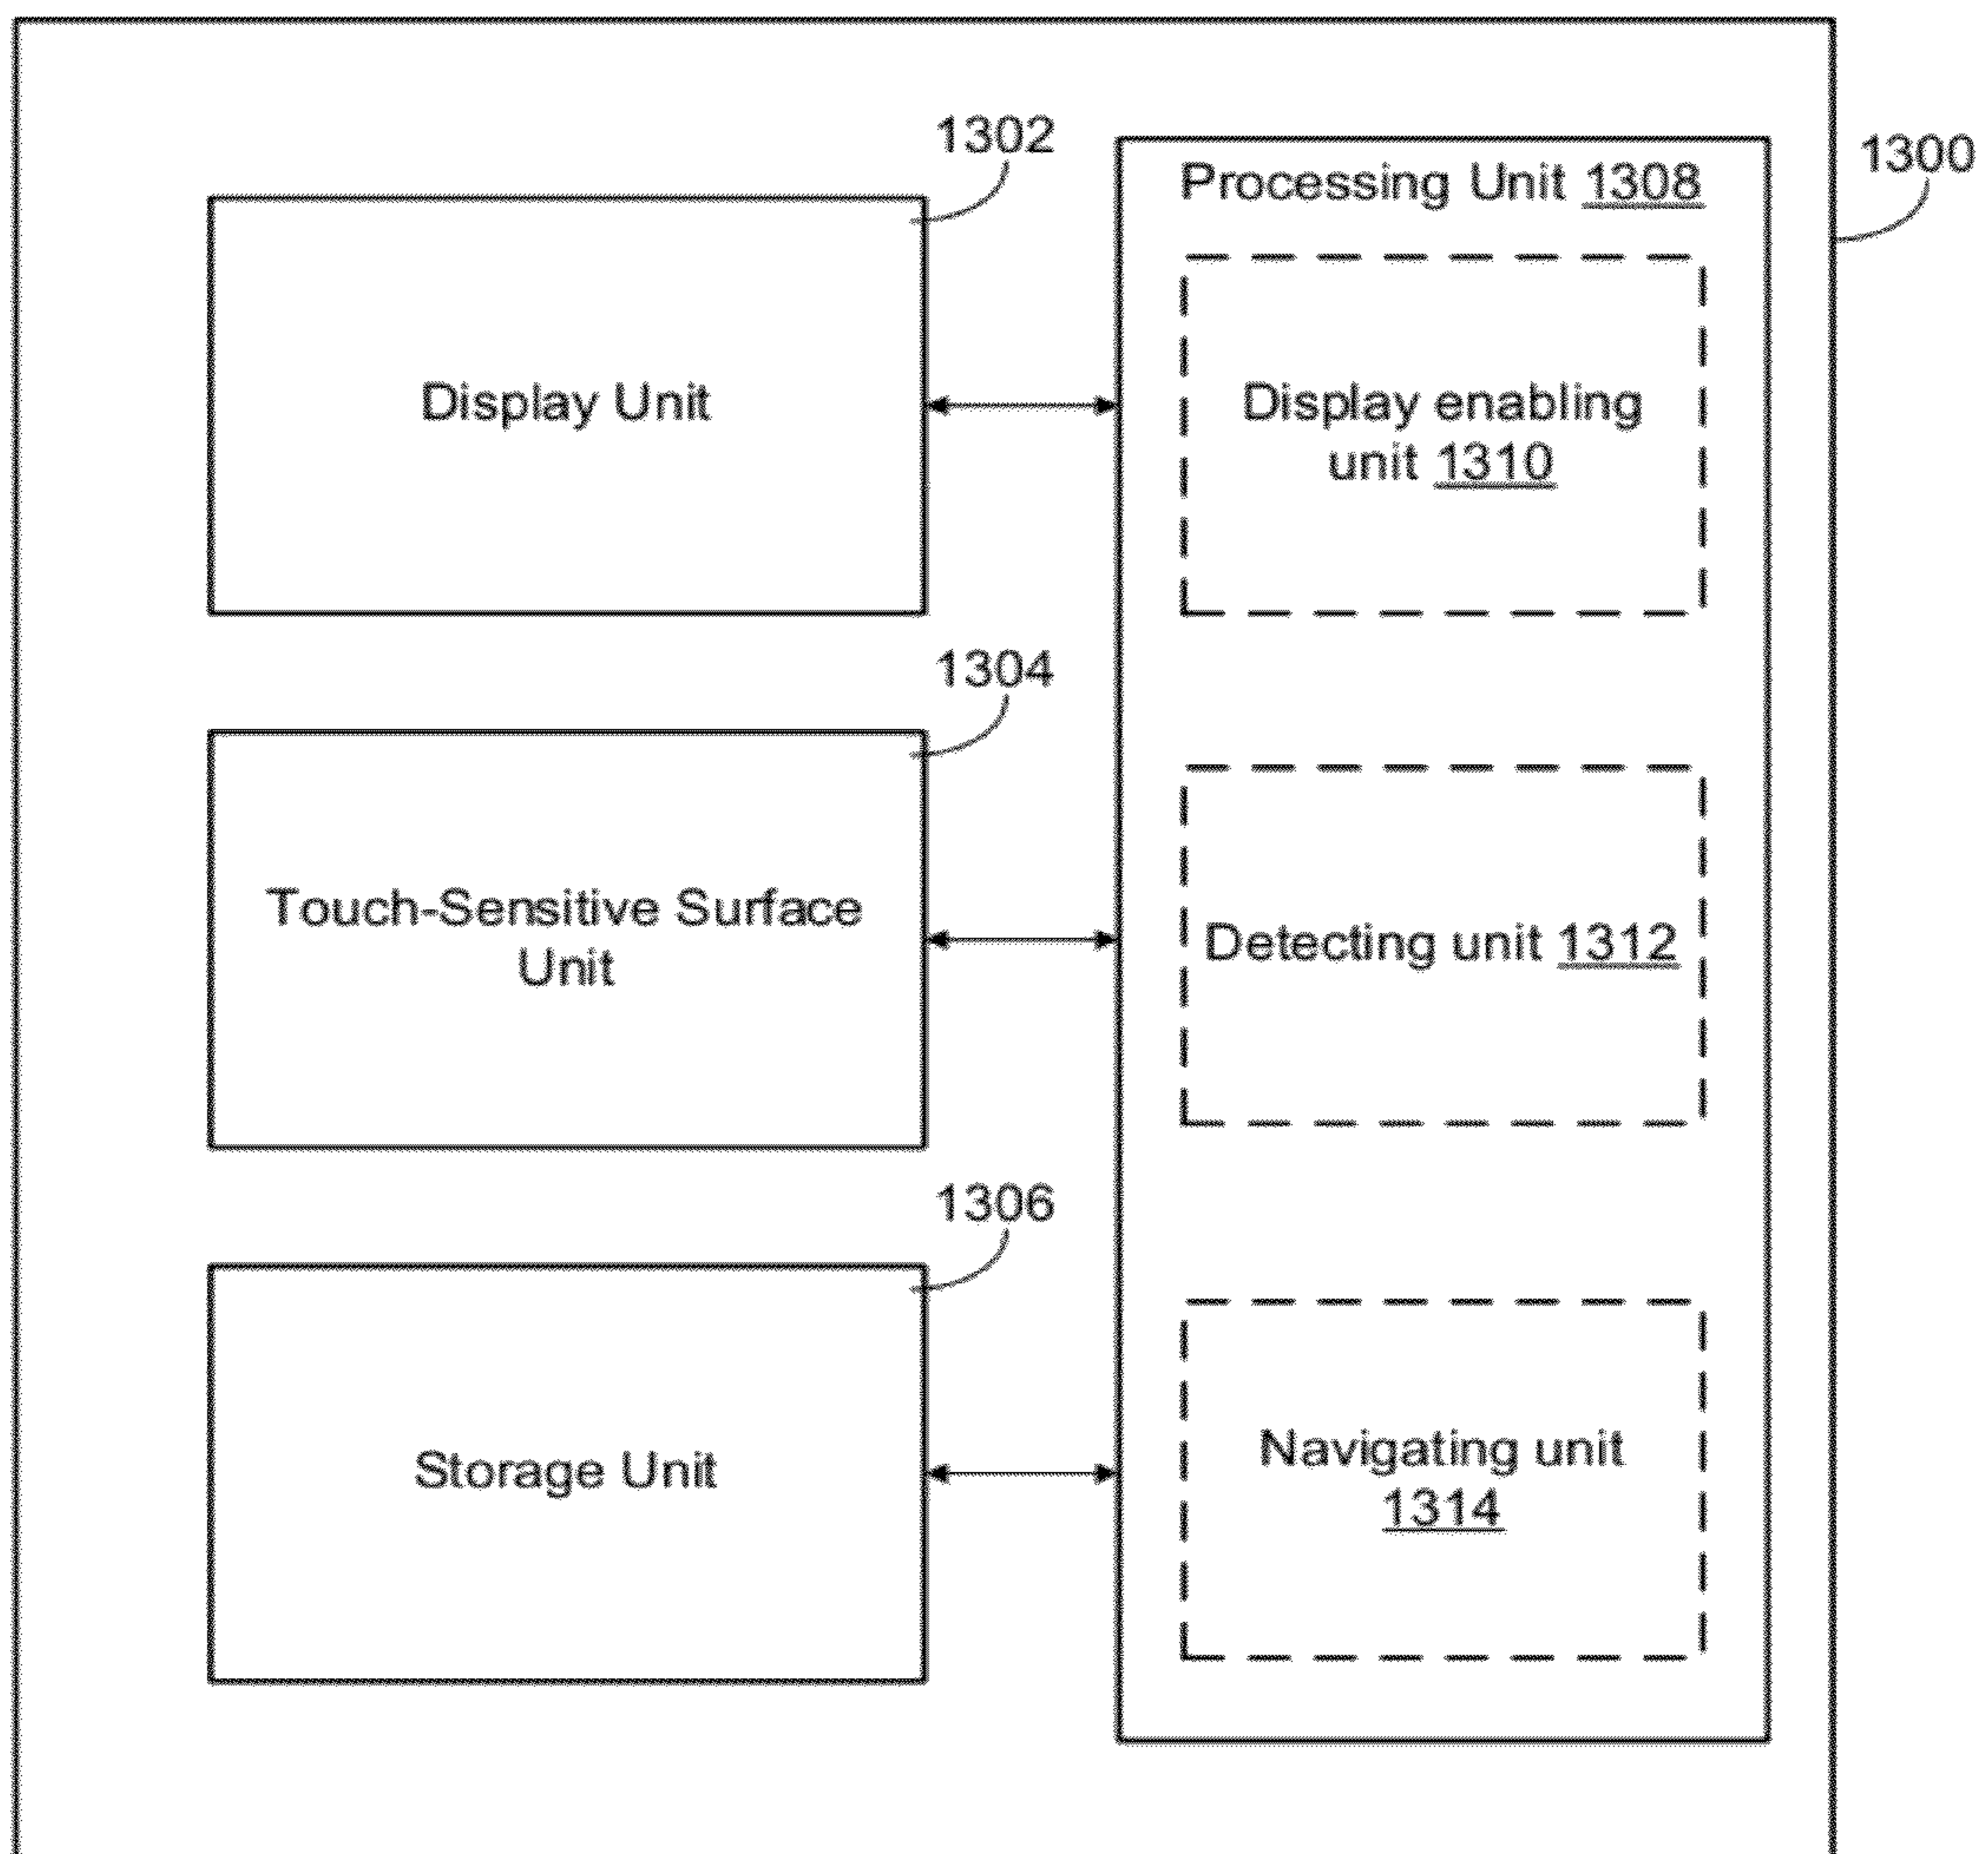 1302
1300
Processing Unit 1308
Display Unit
Display enabling
unit 1310
1304
Touch-Sensitive Surface
Unit
Detecting unit 1312
1306
Storage Unit
Navigating unit
1314